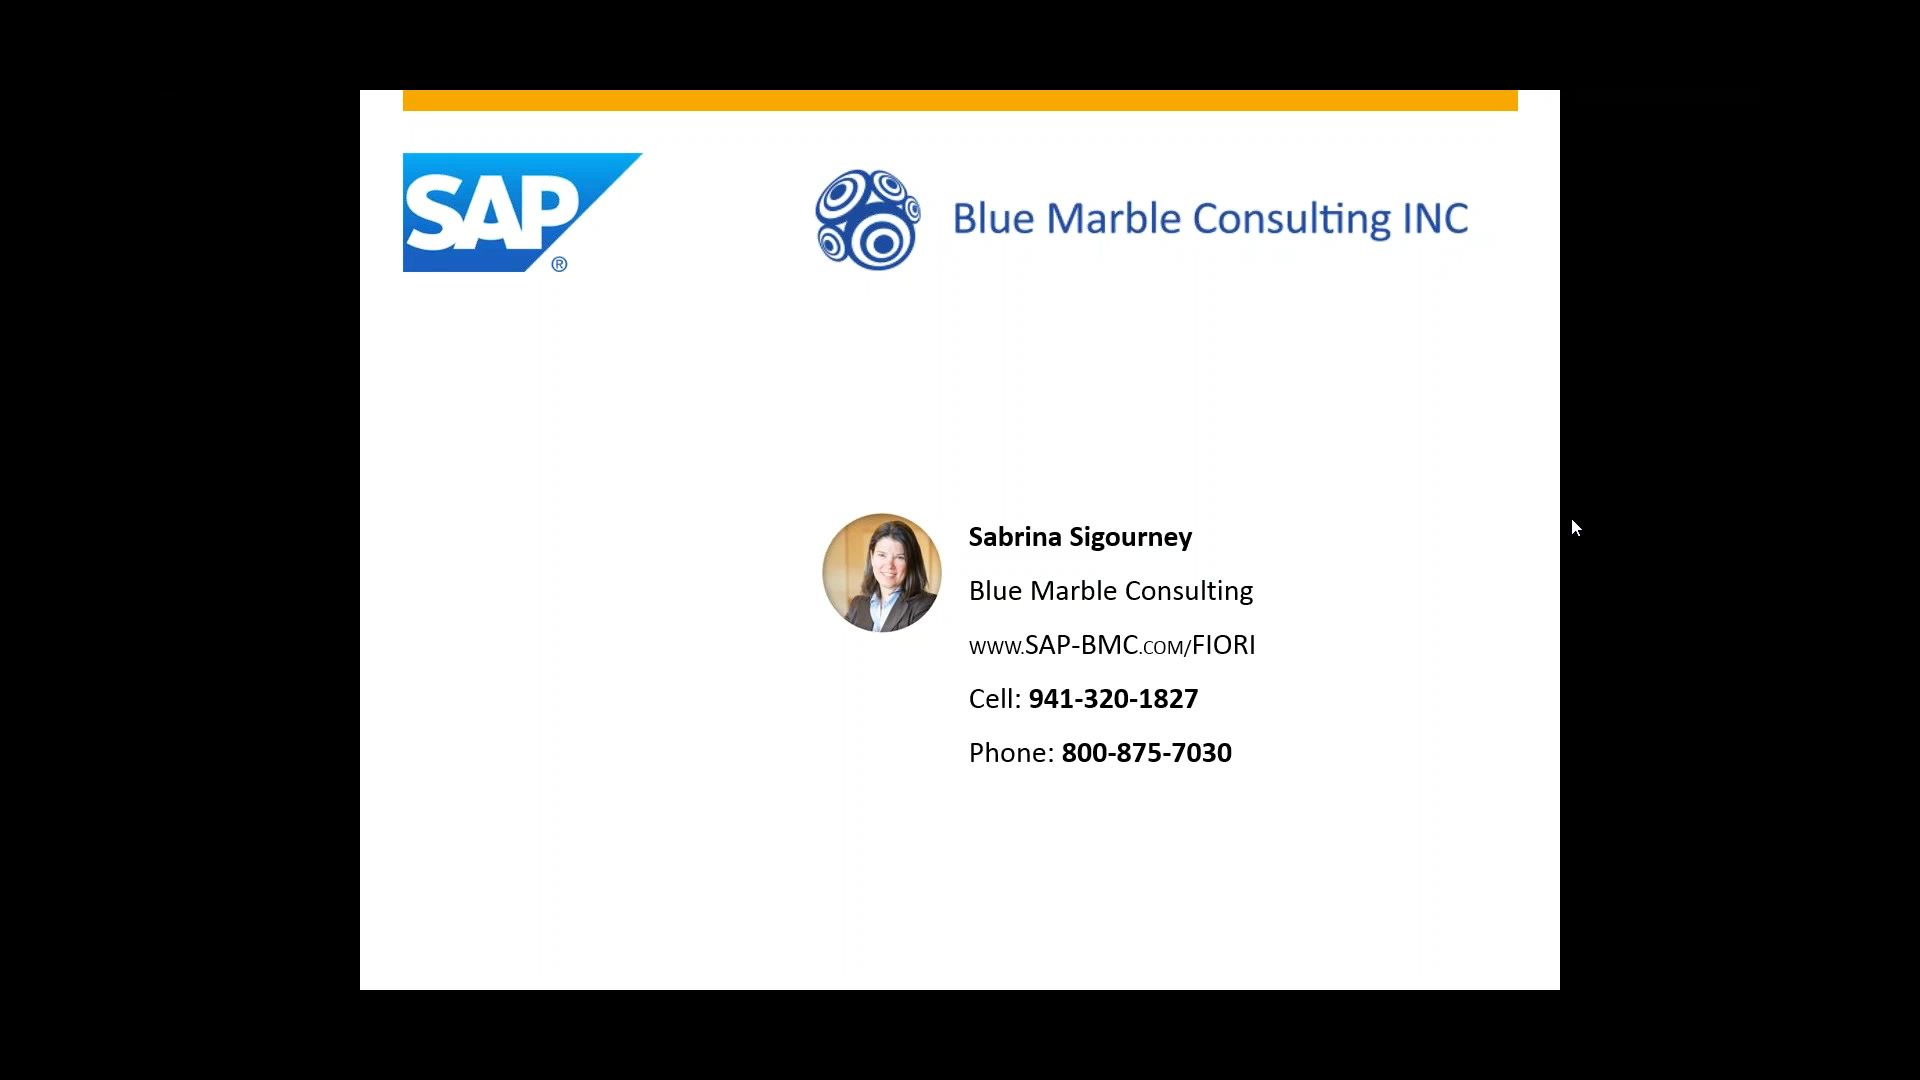 SAP ®
Blue Marble Consulting INC
Sabrina Sigourney
Blue Marble Consulting
WWW.SAP-BMC.COM/FIORI
Cell: 941-320-1827
Phone: 800-875-7030